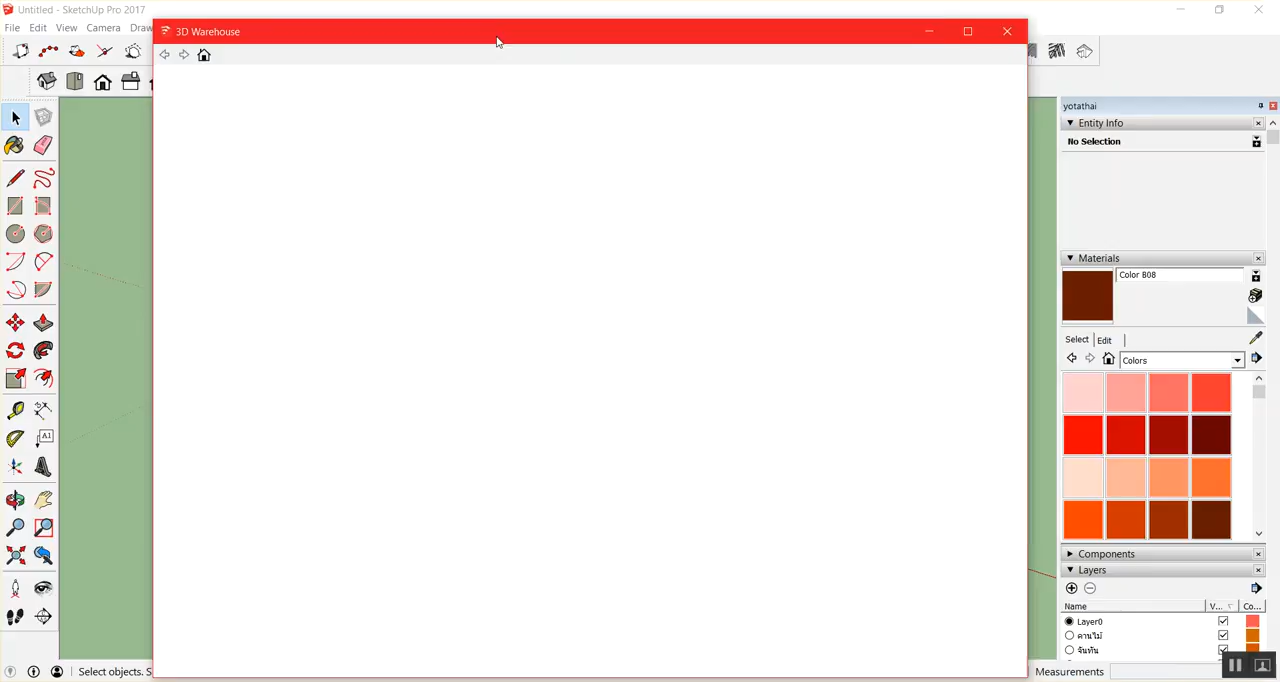 Untitled - SketchUp Pro 2017
File Edit View Camera Draw
3D Warehouse
yotathai
Entity Info
No Selection
Materials
Color B08
Select Edit
Colors
Components
Layers
Name V... Co...
Layer0
คานไม้
จันทัน
A1
Select objects. S
Measurements